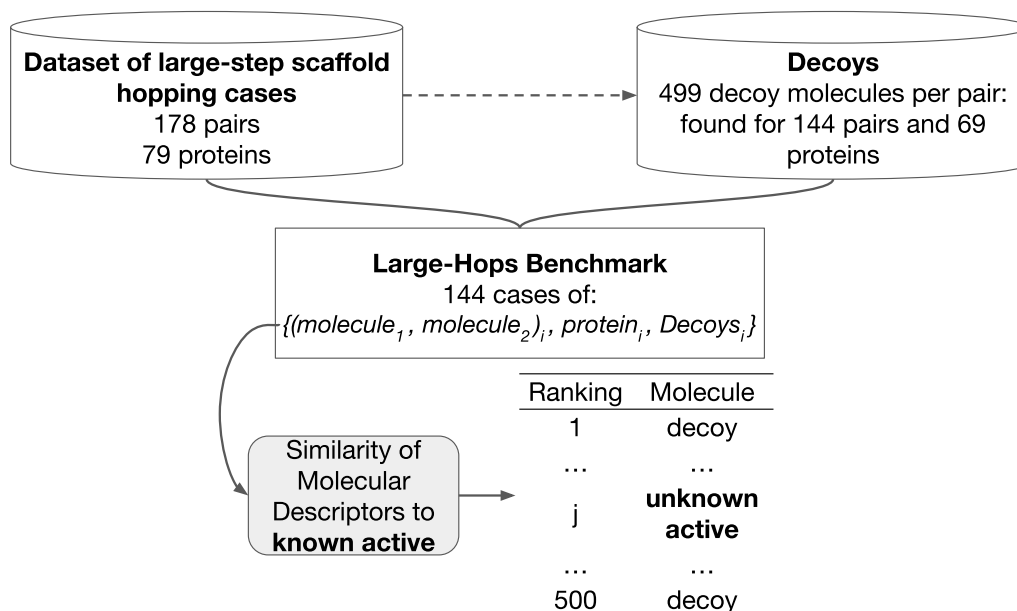 Dataset of large-step scaffold
hopping cases
178 pairs
79 proteins
Decoys
499 decoy molecules per pair:
found for 144 pairs and 69
proteins
Large-Hops Benchmark
144 cases of:
{(molecule₁ , molecule₂)ᵢ , proteinᵢ , Decoysᵢ}
Similarity of
Molecular
Descriptors to
known active
Ranking Molecule
1 decoy
... ...
j unknown
active
... ...
500 decoy